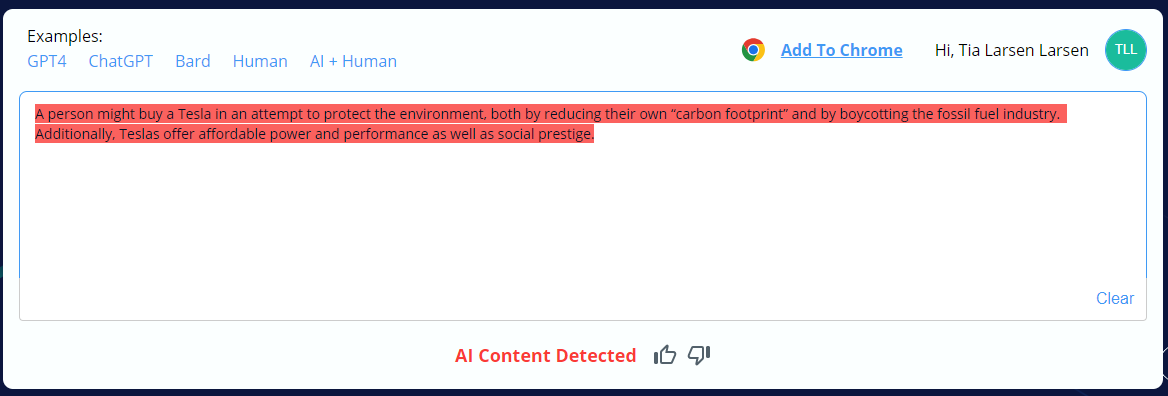 Examples:
GPT4 ChatGPT Bard Human AI + Human
Add To Chrome Hi, Tia Larsen Larsen TLL
A person might buy a Tesla in an attempt to protect the environment, both by reducing their own “carbon footprint” and by boycotting the fossil fuel industry.
Additionally, Teslas offer affordable power and performance as well as social prestige.
Clear
AI Content Detected